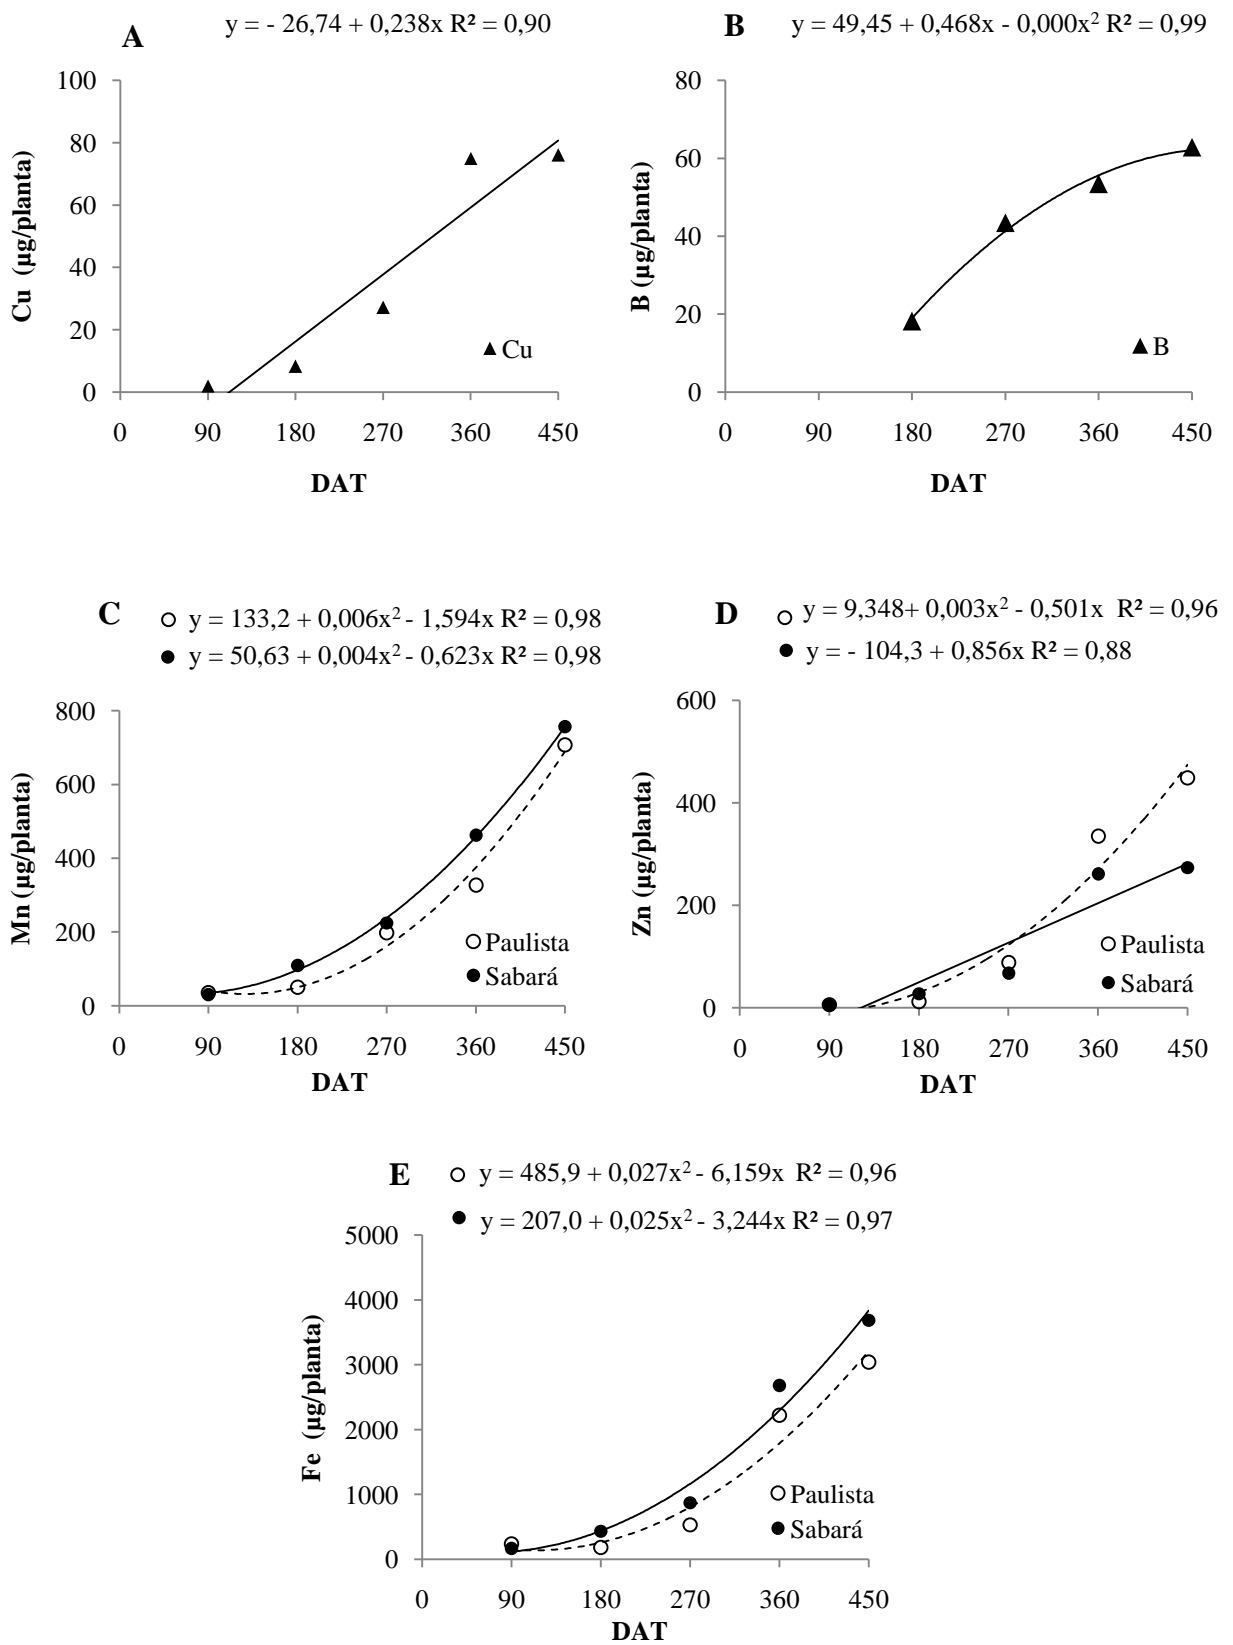 A
y = - 26,74 + 0,238x R² = 0,90
100
80
60
40
20
0
Cu (µg/planta)
Cu
0 90 180 270 360 450
DAT
B
y = 49,45 + 0,468x - 0,000x² R² = 0,99
80
60
40
20
0
B (µg/planta)
B
0 90 180 270 360 450
DAT
C
y = 133,2 + 0,006x² - 1,594x R² = 0,98
y = 50,63 + 0,004x² - 0,623x R² = 0,98
800
600
400
200
0
Mn (µg/planta)
Paulista
Sabará
0 90 180 270 360 450
DAT
D
y = 9,348+ 0,003x² - 0,501x R² = 0,96
y = - 104,3 + 0,856x R² = 0,88
600
400
200
0
Zn (µg/planta)
Paulista
Sabará
0 90 180 270 360 450
DAT
E
y = 485,9 + 0,027x² - 6,159x R² = 0,96
y = 207,0 + 0,025x² - 3,244x R² = 0,97
5000
4000
3000
2000
1000
0
Fe (µg/planta)
Paulista
Sabará
0 90 180 270 360 450
DAT